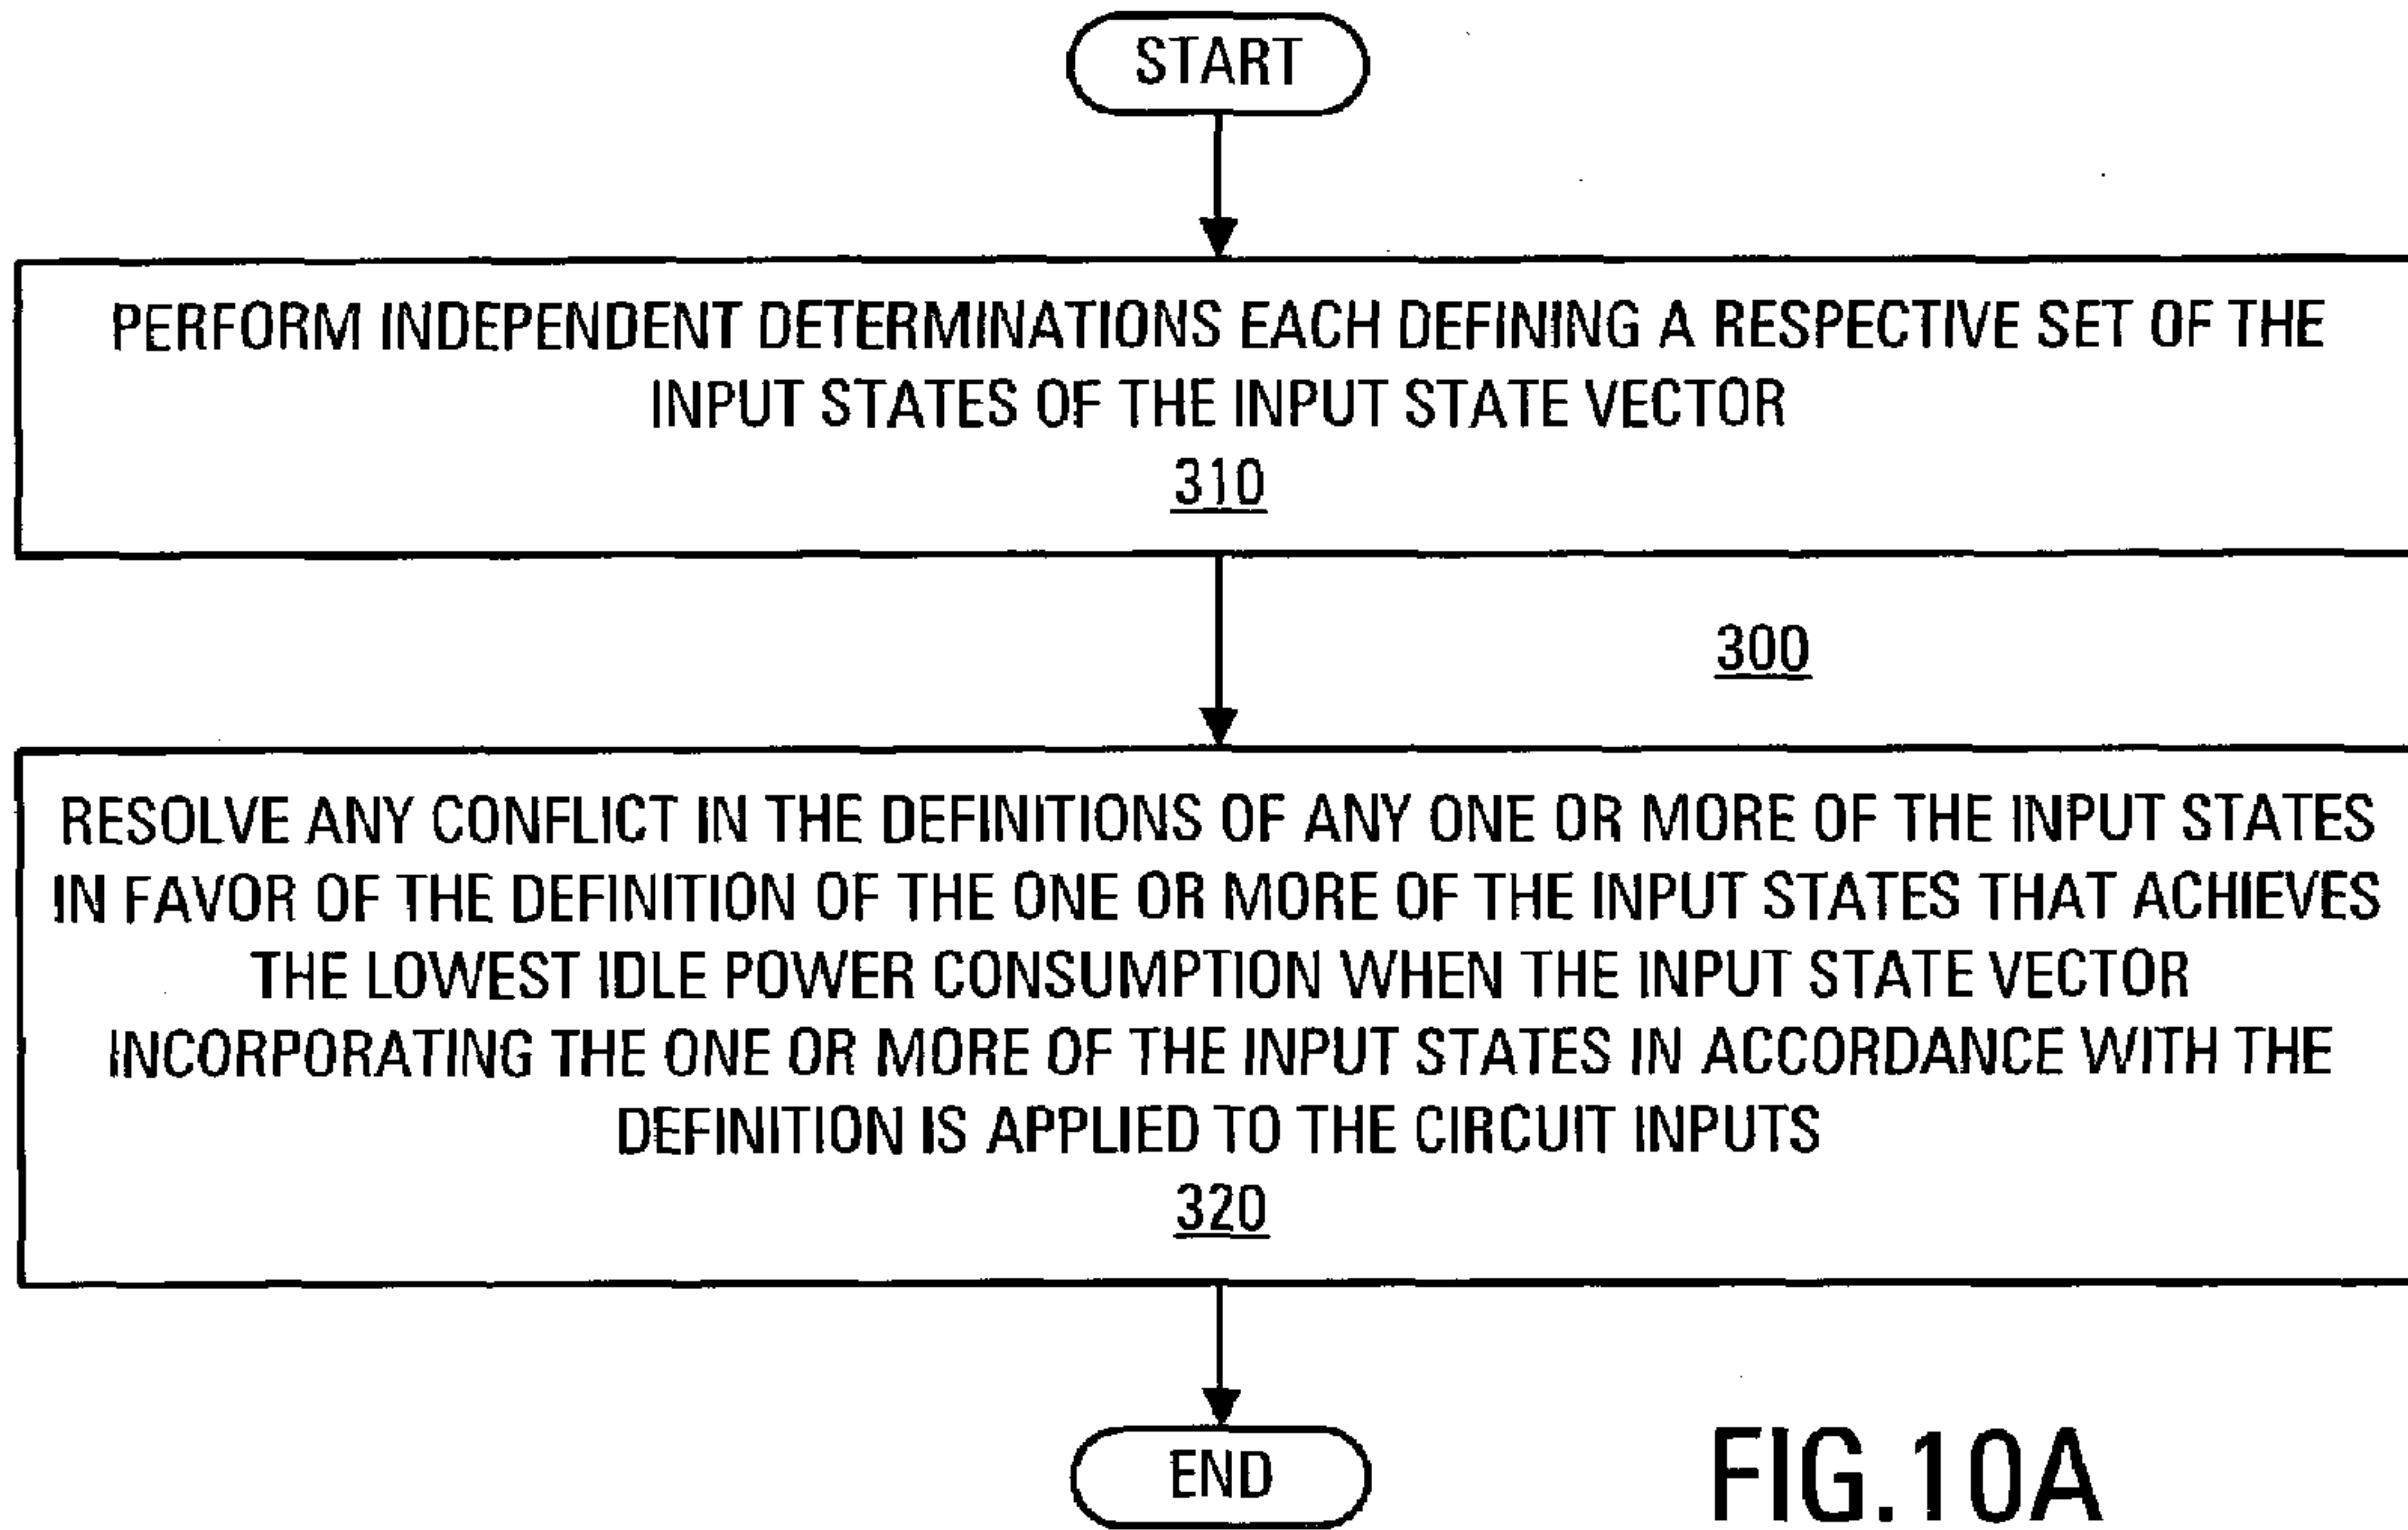 START
PERFORM INDEPENDENT DETERMINATIONS EACH DEFINING A RESPECTIVE SET OF THE
INPUT STATES OF THE INPUT STATE VECTOR
310
300
RESOLVE ANY CONFLICT IN THE DEFINITIONS OF ANY ONE OR MORE OF THE INPUT STATES
IN FAVOR OF THE DEFINITION OF THE ONE OR MORE OF THE INPUT STATES THAT ACHIEVES
THE LOWEST IDLE POWER CONSUMPTION WHEN THE INPUT STATE VECTOR
INCORPORATING THE ONE OR MORE OF THE INPUT STATES IN ACCORDANCE WITH THE
DEFINITION IS APPLIED TO THE CIRCUIT INPUTS
320
END
FIG.10A